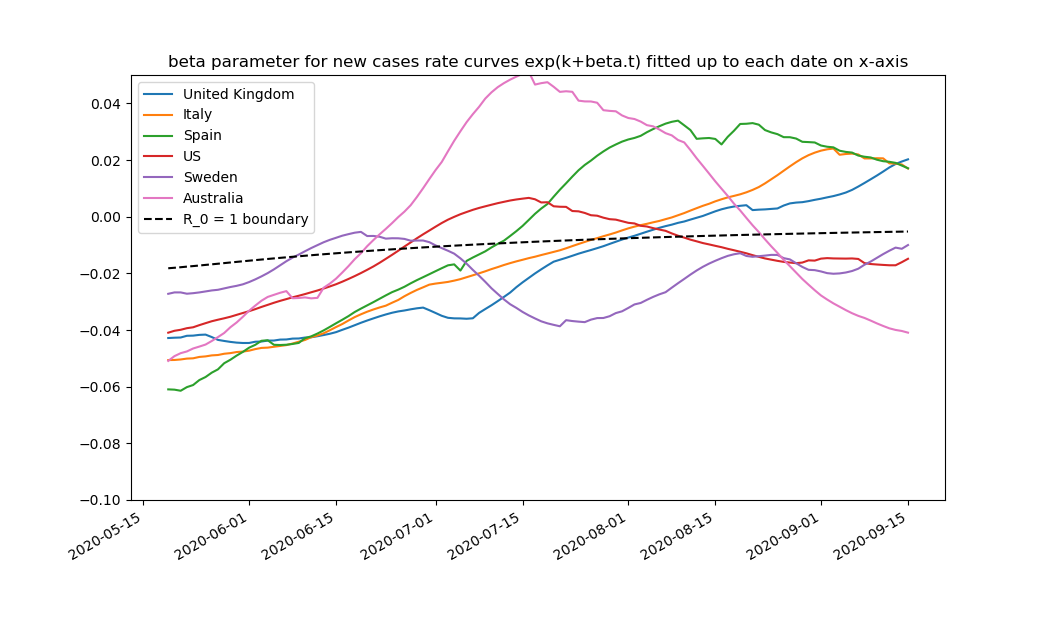 beta parameter for new cases rate curves exp(k+beta.t) fitted up to each date on x-axis
United Kingdom
Italy
Spain
US
Sweden
Australia
R_0 = 1 boundary
0.04
0.02
0.00
−0.02
−0.04
−0.06
−0.08
−0.10
2020-05-15
2020-06-01
2020-06-15
2020-07-01
2020-07-15
2020-08-01
2020-08-15
2020-09-01
2020-09-15